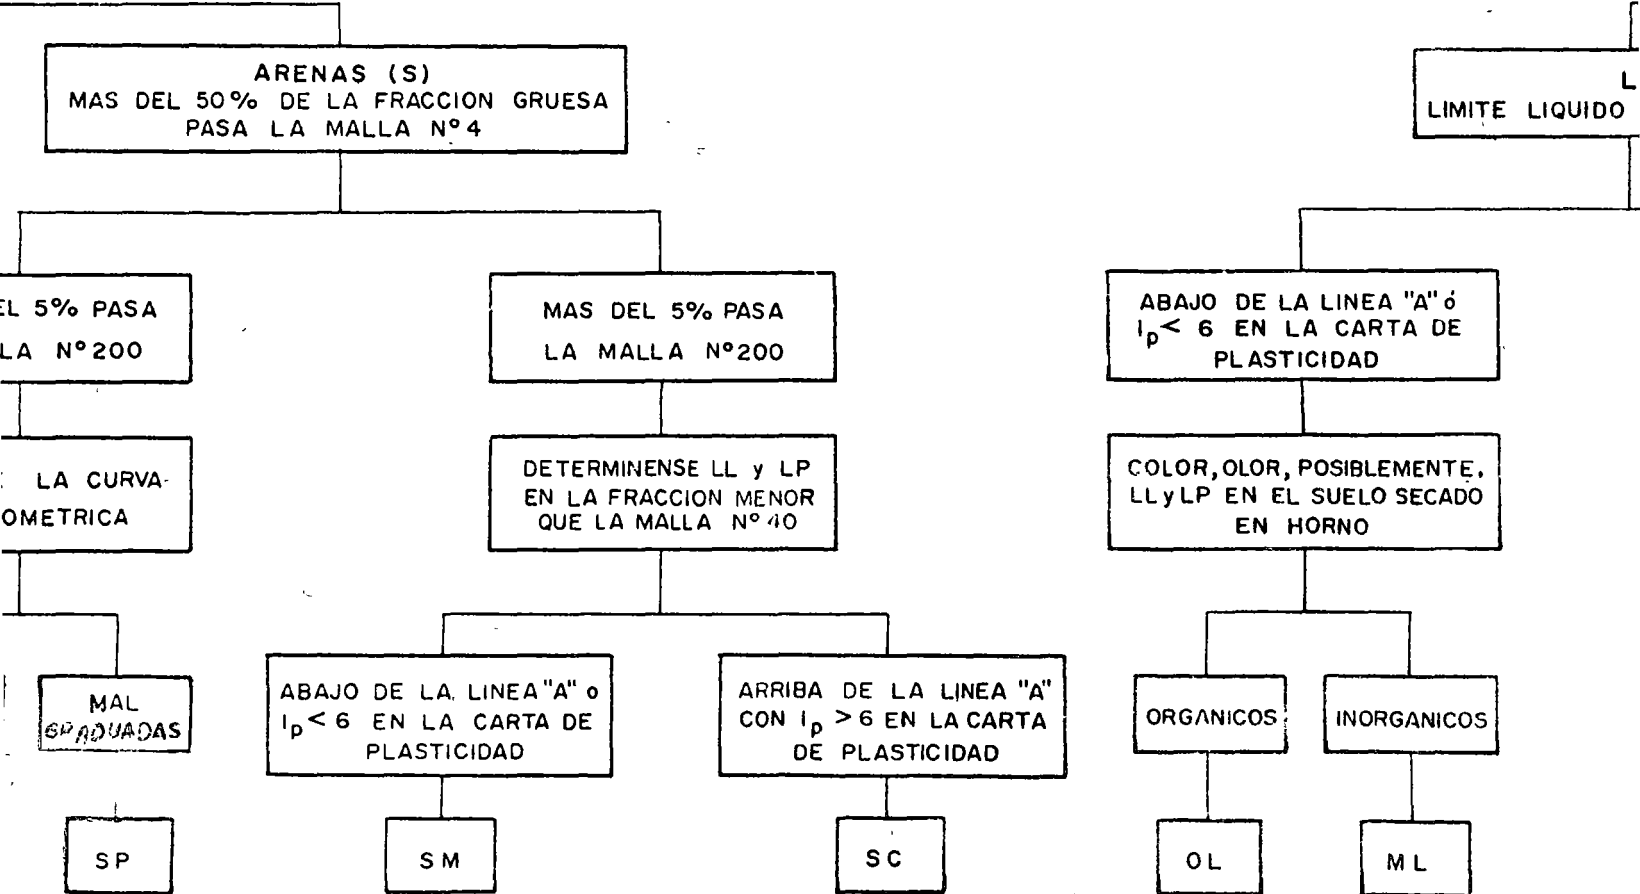 ARENAS (S)
MAS DEL 50% DE LA FRACCION GRUESA
PASA LA MALLA Nº4
L
LIMITE LIQUIDO
EL 5% PASA
LA Nº200
MAS DEL 5% PASA
LA MALLA Nº200
ABAJO DE LA LINEA "A" ó
Ip< 6 EN LA CARTA DE
PLASTICIDAD
LA CURVA
OMETRICA
DETERMINENSE LL y LP
EN LA FRACCION MENOR
QUE LA MALLA Nº 40
COLOR, OLOR, POSIBLEMENTE,
LL y LP EN EL SUELO SECADO
EN HORNO
MAL
GRADUADAS
ABAJO DE LA LINEA "A" o
Ip< 6 EN LA CARTA DE
PLASTICIDAD
ARRIBA DE LA LINEA "A"
CON Ip >6 EN LA CARTA
DE PLASTICIDAD
ORGANICOS
INORGANICOS
SP
SM
SC
OL
ML